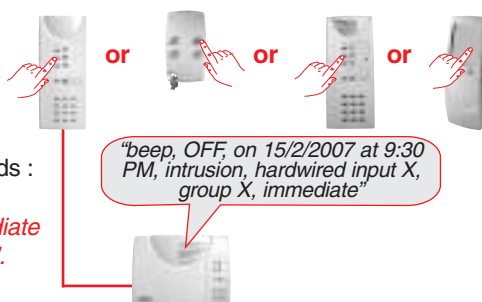 or or or
ds :
"beep, OFF, on 15/2/2007 at 9:30
PM, intrusion, hardwired input X,
group X, immediate"
diate